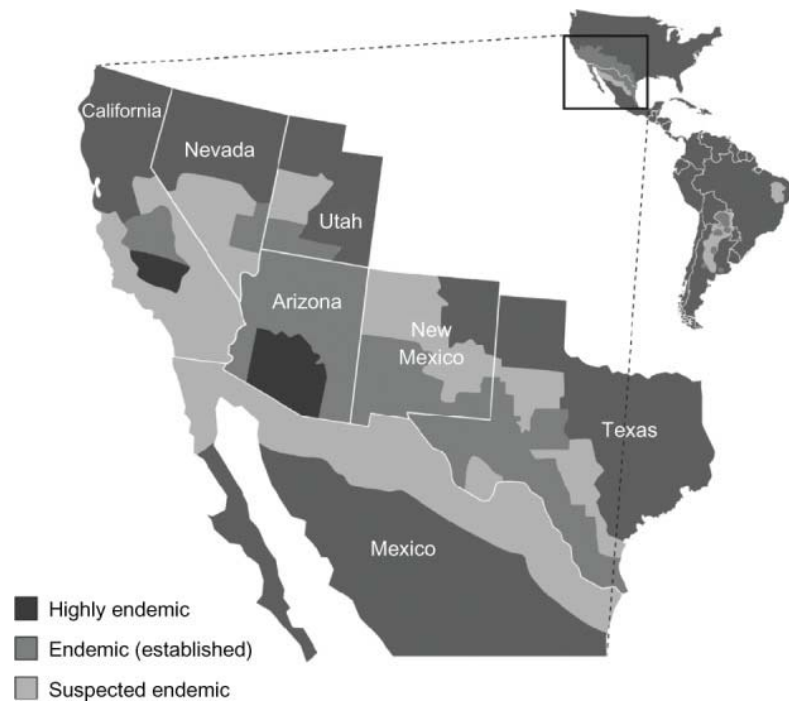 California
Nevada
Utah
Arizona
New
Mexico
Texas
Mexico
Highly endemic
Endemic (established)
Suspected endemic